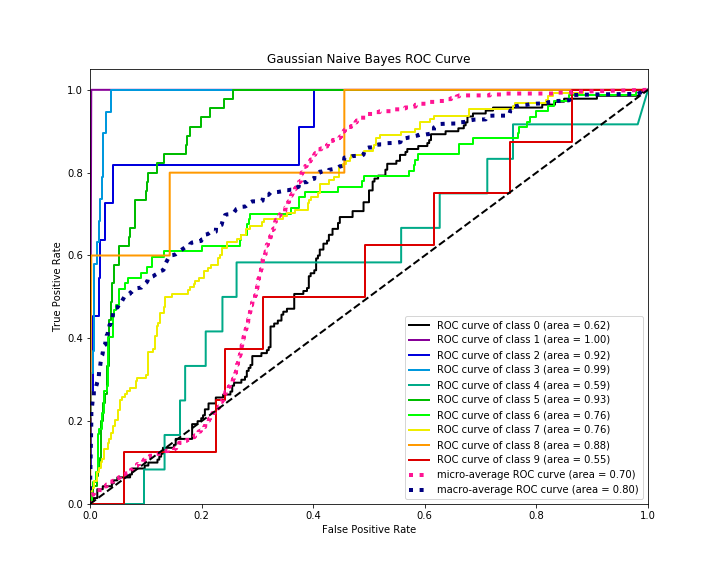 Gaussian Naive Bayes ROC Curve
True Positive Rate
1.0
0.8
0.6
0.4
0.2
0.0
ROC curve of class 0 (area = 0.62)
ROC curve of class 1 (area = 1.00)
ROC curve of class 2 (area = 0.92)
ROC curve of class 3 (area = 0.99)
ROC curve of class 4 (area = 0.59)
ROC curve of class 5 (area = 0.93)
ROC curve of class 6 (area = 0.76)
ROC curve of class 7 (area = 0.76)
ROC curve of class 8 (area = 0.88)
ROC curve of class 9 (area = 0.55)
micro-average ROC curve (area = 0.70)
macro-average ROC curve (area = 0.80)
0.0 0.2 0.4 0.6 0.8 1.0
False Positive Rate